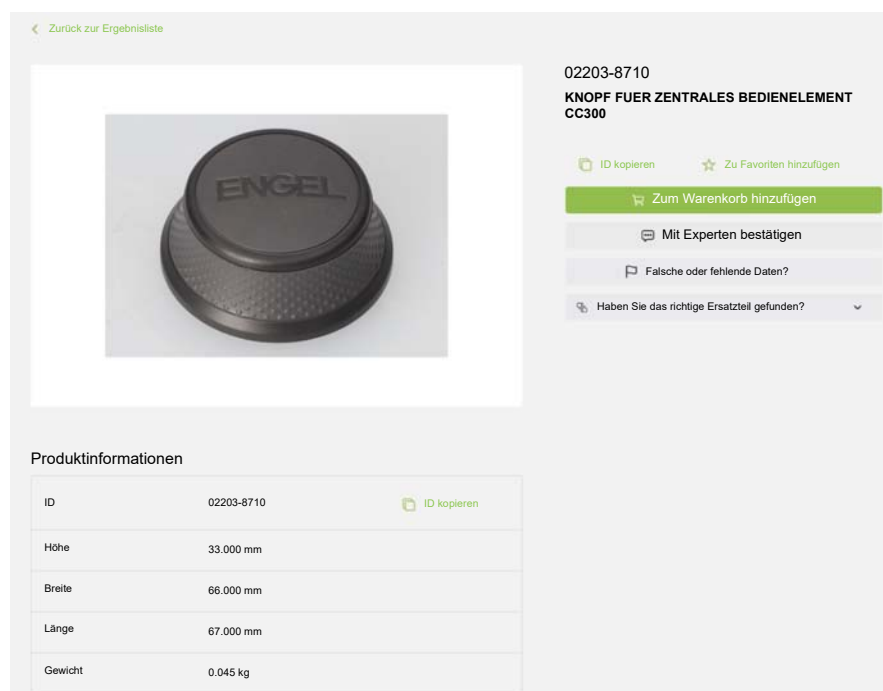 Zurück zur Ergebnisliste
ENGEL
02203-8710
KNOPF FUER ZENTRALES BEDIENELEMENT
CC300
ID kopieren
Zu Favoriten hinzufügen
Zum Warenkorb hinzufügen
Mit Experten bestätigen
Falsche oder fehlende Daten?
Haben Sie das richtige Ersatzteil gefunden?
Produktinformationen
ID 02203-8710 ID kopieren
Höhe 33.000 mm
Breite 66.000 mm
Länge 67.000 mm
Gewicht 0.045 kg